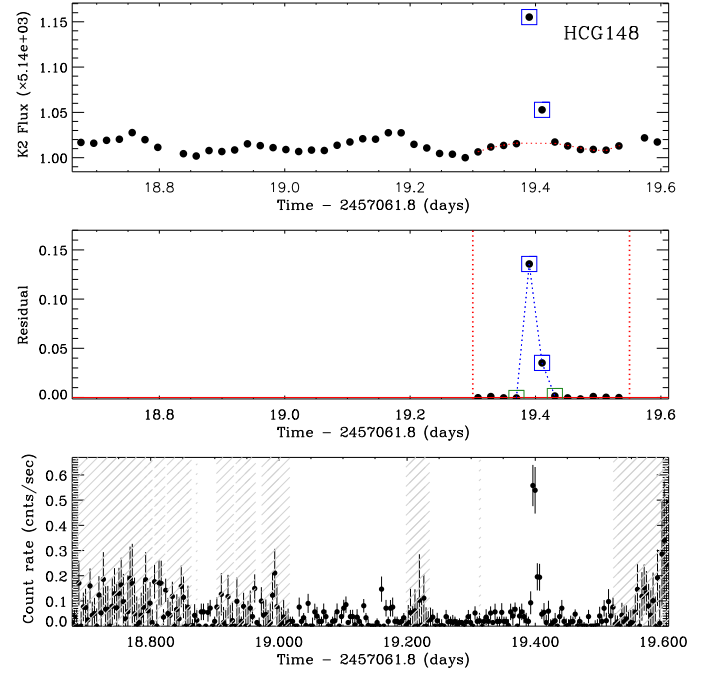 HCG148
K2 Flux (×5.14e+03)
1.15
1.10
1.05
1.00
18.8 19.0 19.2 19.4 19.6
Time − 2457061.8 (days)
Residual
0.15
0.10
0.05
0.00
18.8 19.0 19.2 19.4 19.6
Time − 2457061.8 (days)
Count rate (cnts/sec)
0.6
0.5
0.4
0.3
0.2
0.1
0.0
18.800 19.000 19.200 19.400 19.600
Time − 2457061.8 (days)